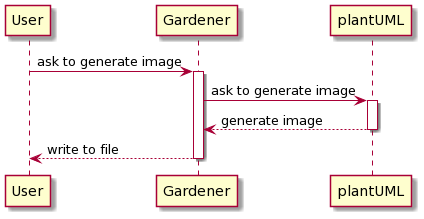 User Gardener plantUML
ask to generate image
ask to generate image
generate image
write to file
User Gardener plantUML